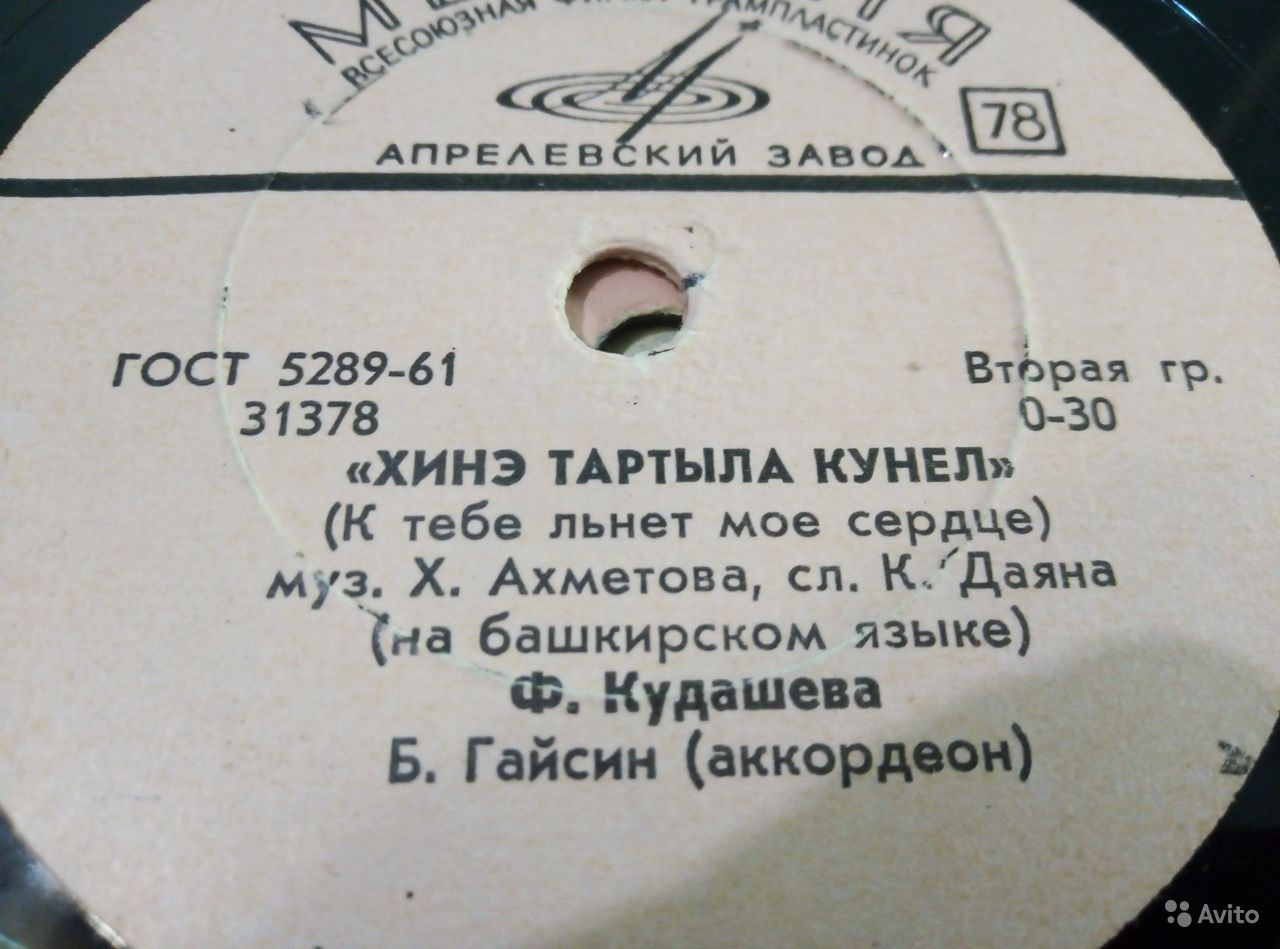 ВСЕСОЮЗНАЯ ФИРМА ГРАМПЛАСТИНОК
АПРЕЛЕВСКИЙ ЗАВОД
78
ГОСТ 5289-61
31378
Вторая гр.
0-30
«ХИНЭ ТАРТЫЛА КУНЕЛ»
(К тебе льнет мое сердце)
муз. Х. Ахметова, сл. К. Даяна
(на башкирском языке)
Ф. Кудашева
Б. Гайсин (аккордеон)
Avito